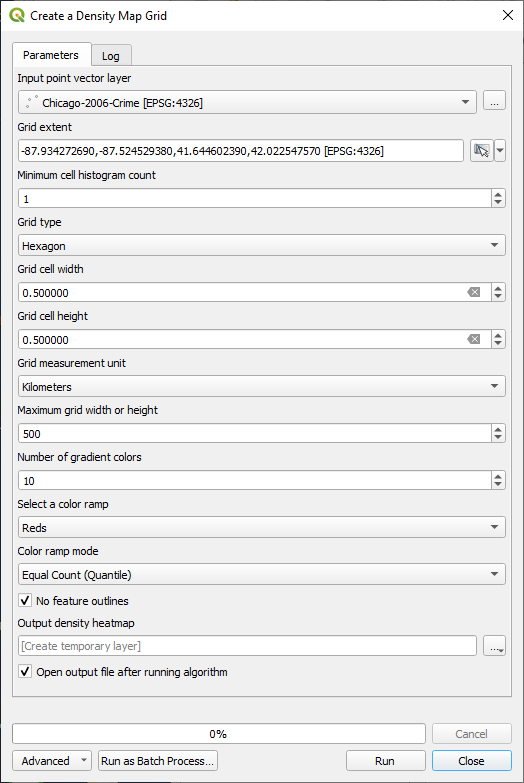 Create a Density Map Grid
Parameters
Log
Input point vector layer
Chicago-2006-Crime [EPSG:4326]
...
Grid extent
-87.934272690,-87.524529380,41.644602390,42.022547570 [EPSG:4326]
Minimum cell histogram count
1
Grid type
Hexagon
Grid cell width
0.500000
Grid cell height
0.500000
Grid measurement unit
Kilometers
Maximum grid width or height
500
Number of gradient colors
10
Select a color ramp
Reds
Color ramp mode
Equal Count (Quantile)
No feature outlines
Output density heatmap
[Create temporary layer]
...
Open output file after running algorithm
0%
Cancel
Advanced
Run as Batch Process...
Run
Close